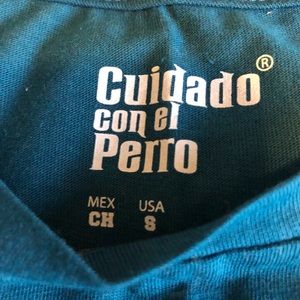 Cuidado
con el
Perro
®
MEX USA
CH S